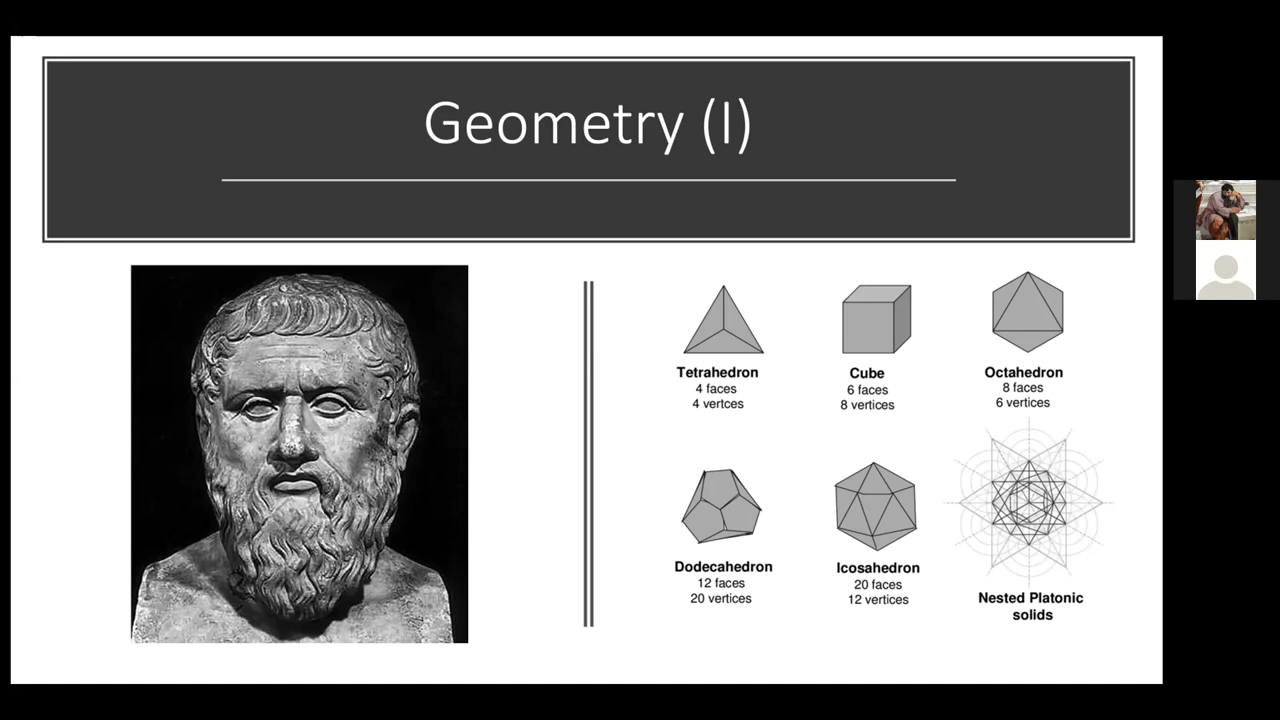 Geometry (I)
Tetrahedron
4 faces
4 vertces
Cube
6 faces
8 vertices
Octahedron
8 faces
6 vertices
Dodecahedron
12 faces
20 vertices
Icosahedron
20 faces
12 vertices
Nested Platonic
solids